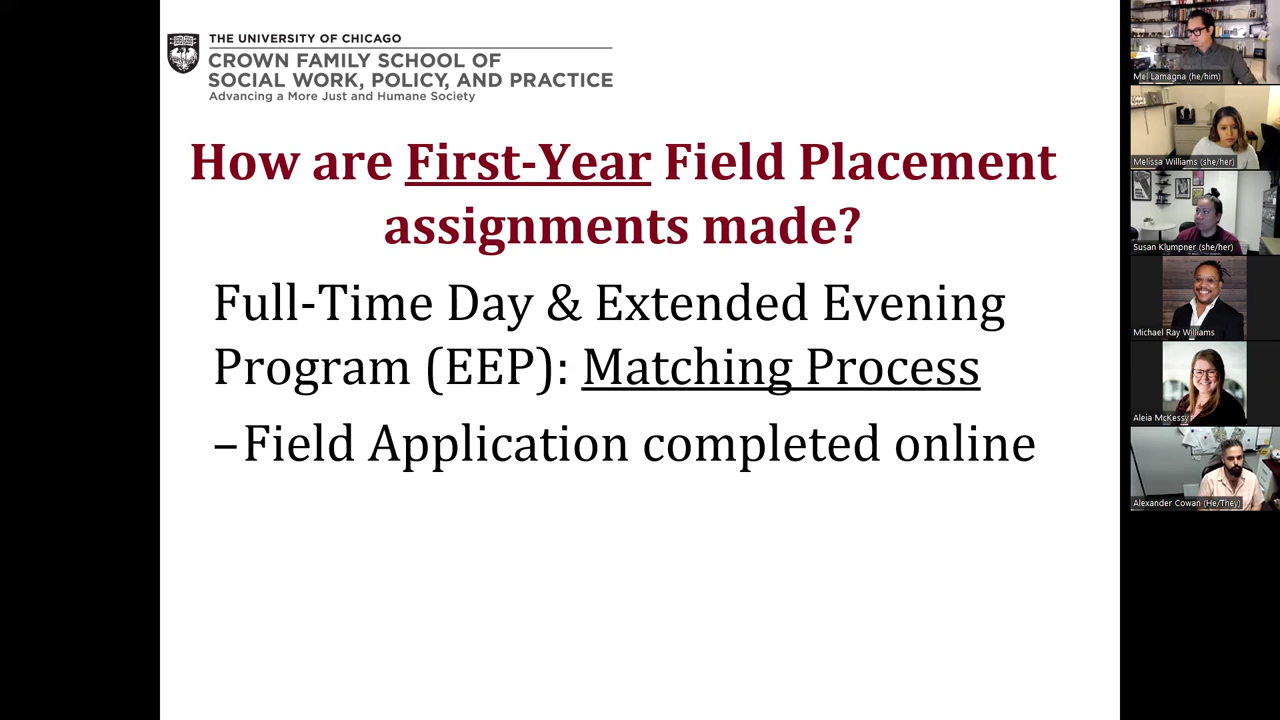 THE UNIVERSITY OF CHICAGO
CROWN FAMILY SCHOOL OF
SOCIAL WORK, POLICY, AND PRACTICE
Advancing a More Just and Humane Society
How are First-Year Field Placement
assignments made?
Full-Time Day & Extended Evening
Program (EEP): Matching Process
–Field Application completed online
Mel Lamagna (he/him)
Melissa Williams (she/her)
Susan Klumpner (she/her)
Michael Ray Williams
Aleia McKessy
Alexander Cowan (He/They)